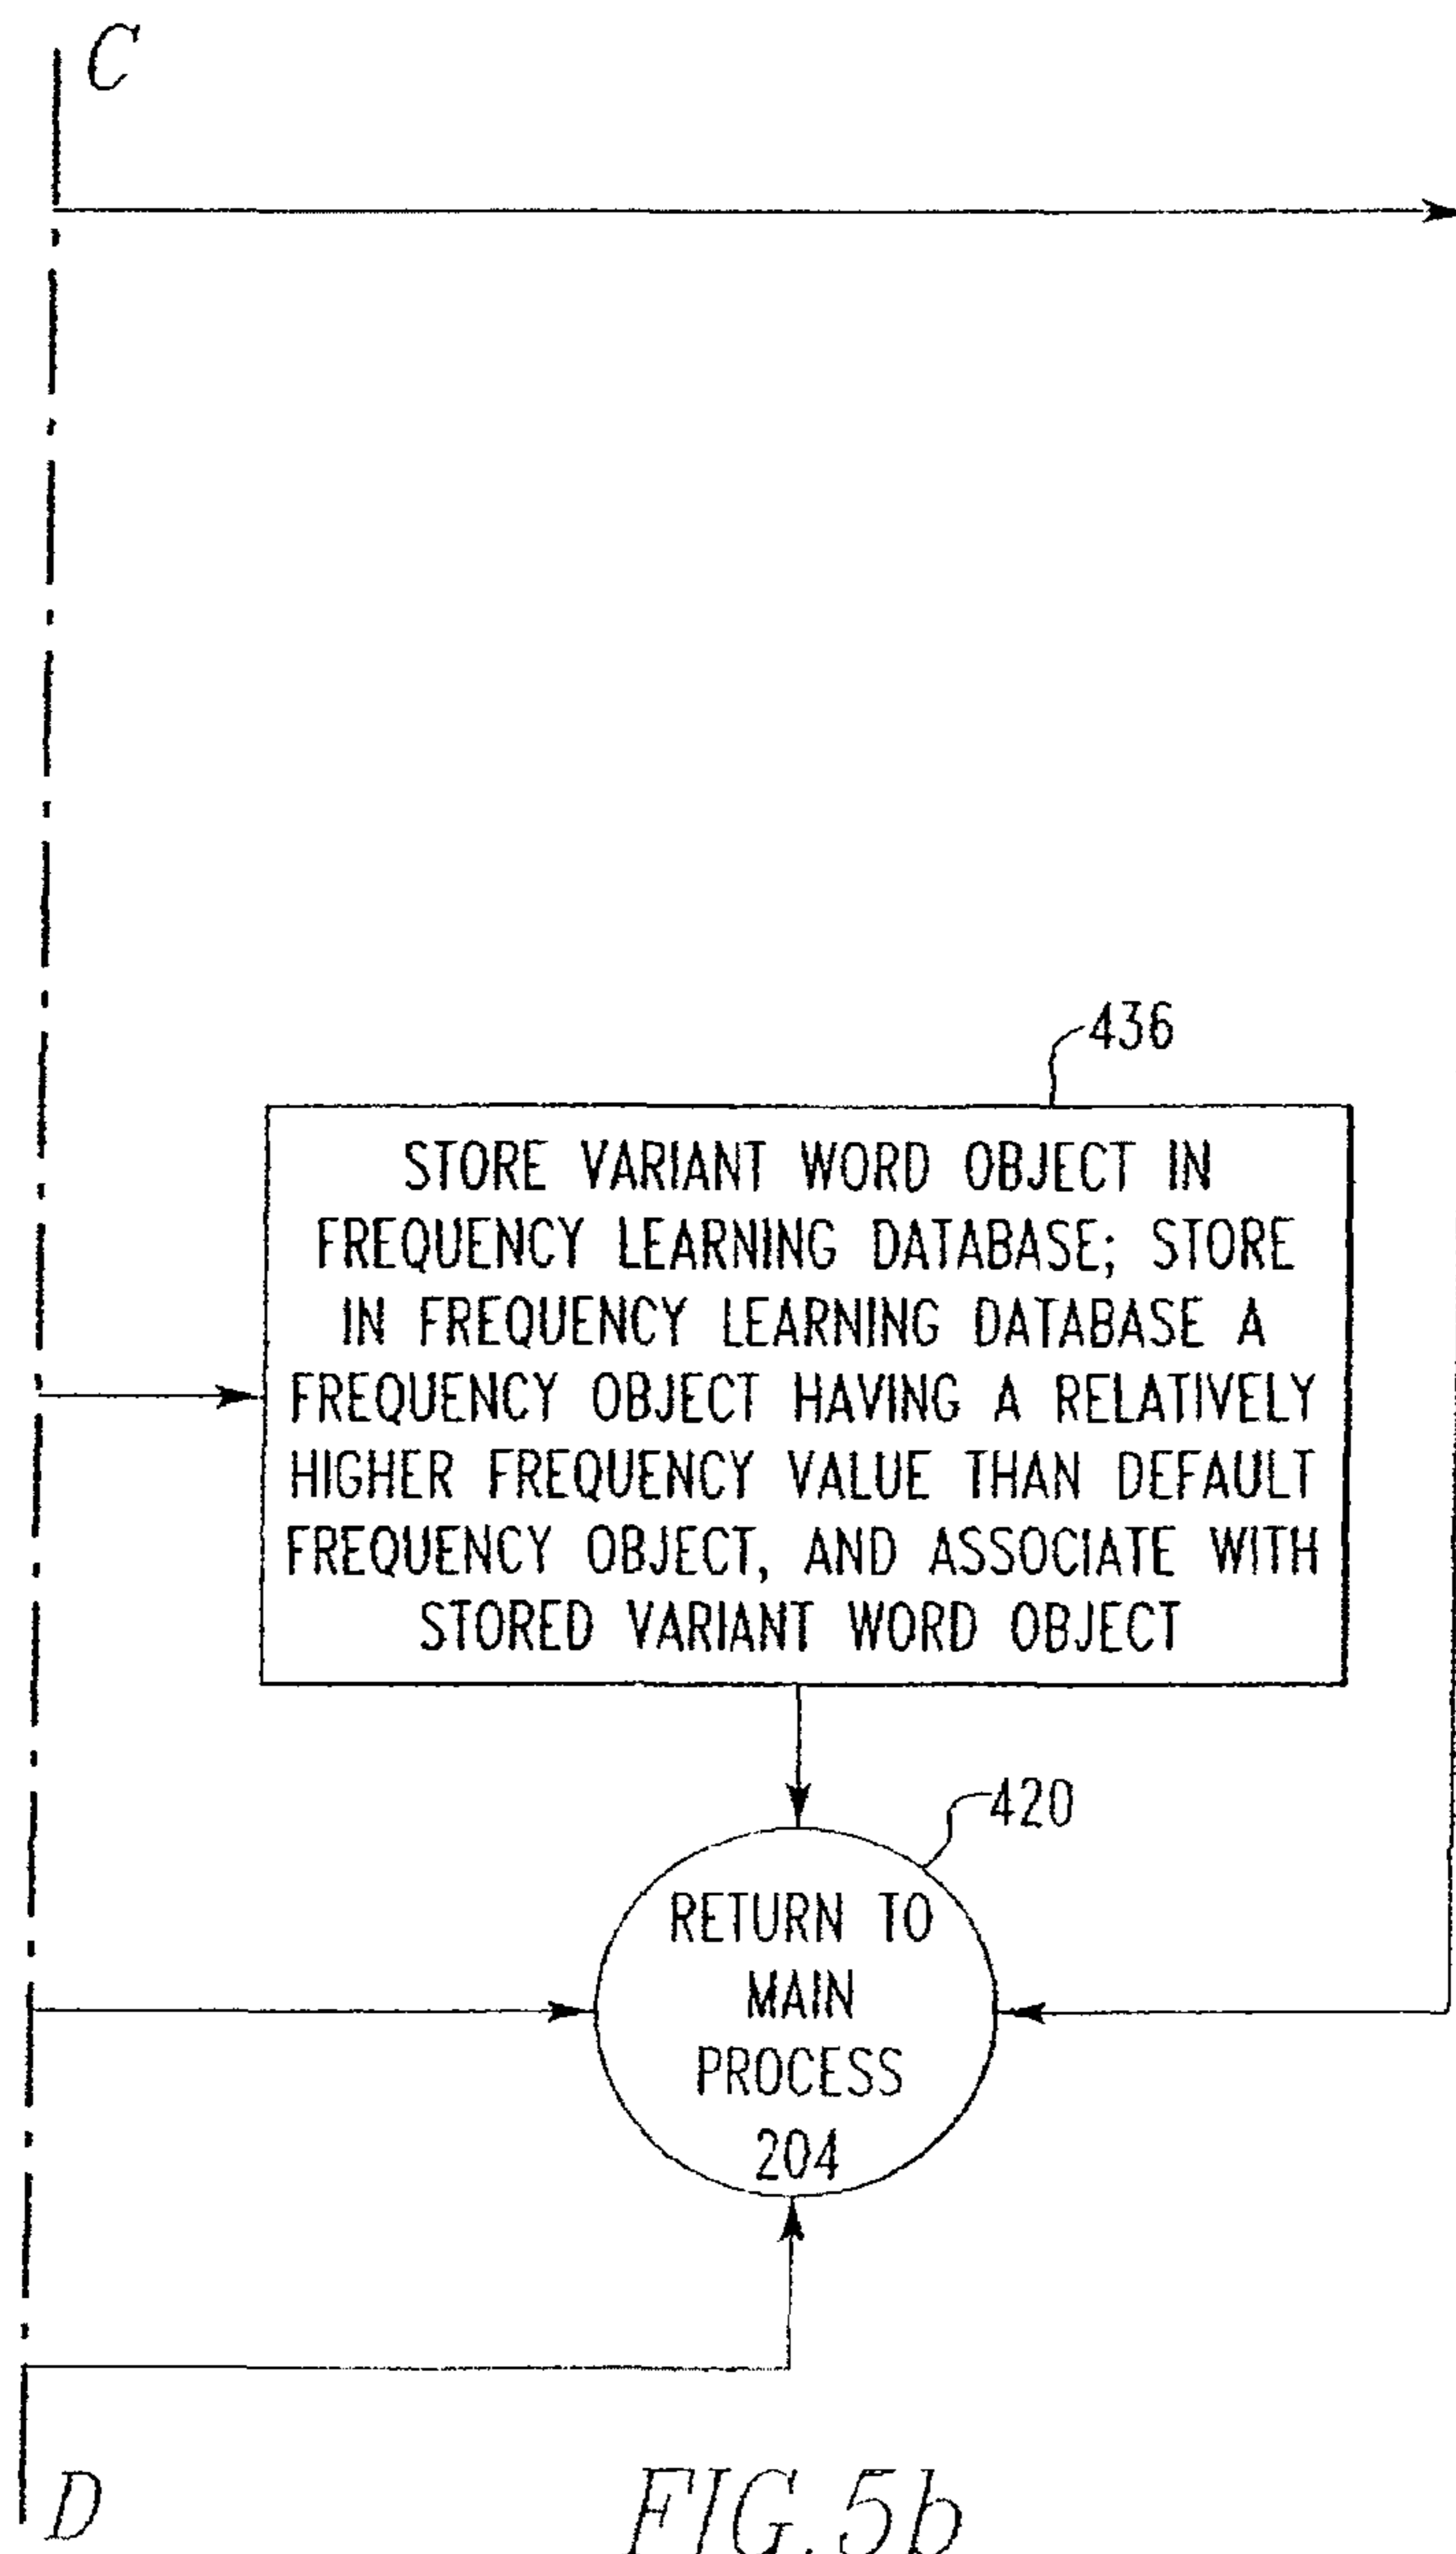 C
436
STORE VARIANT WORD OBJECT IN
FREQUENCY LEARNING DATABASE; STORE
IN FREQUENCY LEARNING DATABASE A
FREQUENCY OBJECT HAVING A RELATIVELY
HIGHER FREQUENCY VALUE THAN DEFAULT
FREQUENCY OBJECT, AND ASSOCIATE WITH
STORED VARIANT WORD OBJECT
420
RETURN TO
MAIN
PROCESS
204
D
FIG. 5b